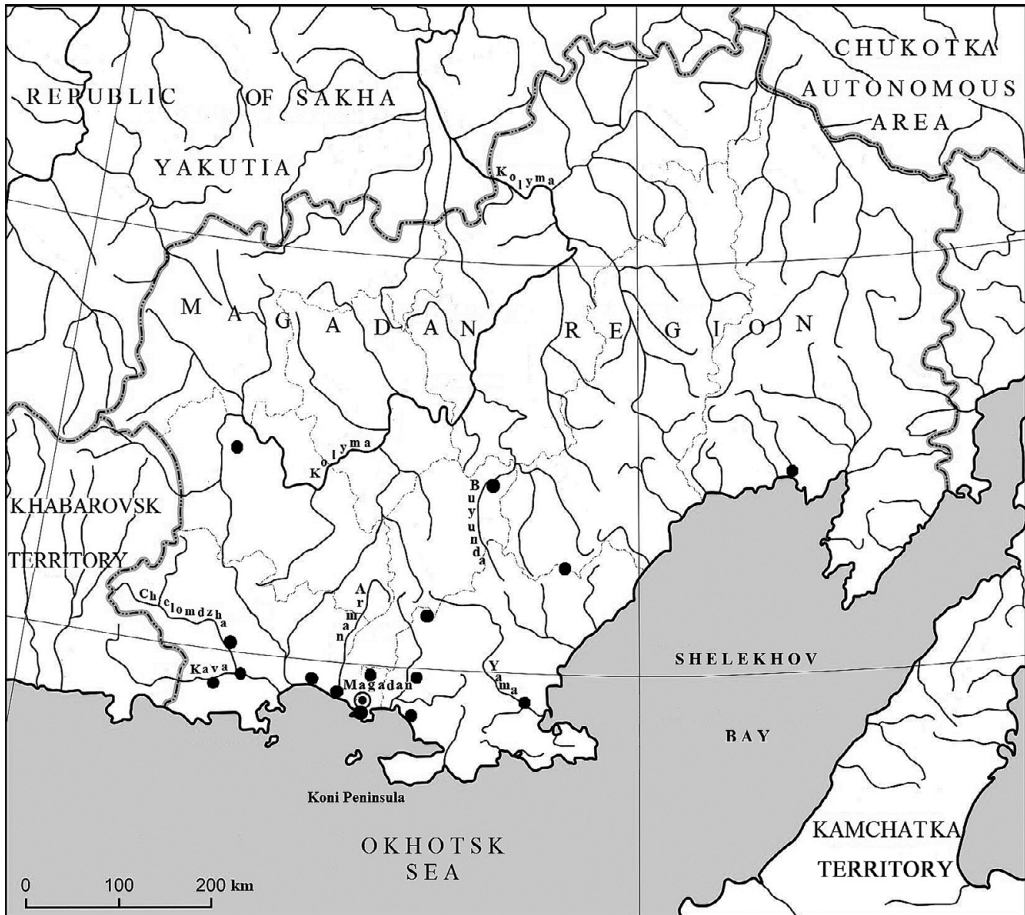 CHUKOTKA
AUTONOMOUS
AREA
REPUBLIC OF SAKHA
YAKUTIA
Kolyma
MAGADAN REGION
Kolyma
Buyunda
KHABAROVSK
TERRITORY
Chelomdzha
Arman
Kava
Magadan
Yama
SHELEKHOV
BAY
Koni Peninsula
OKHOTSK
SEA
KAMCHATKA
TERRITORY
0 100 200 km